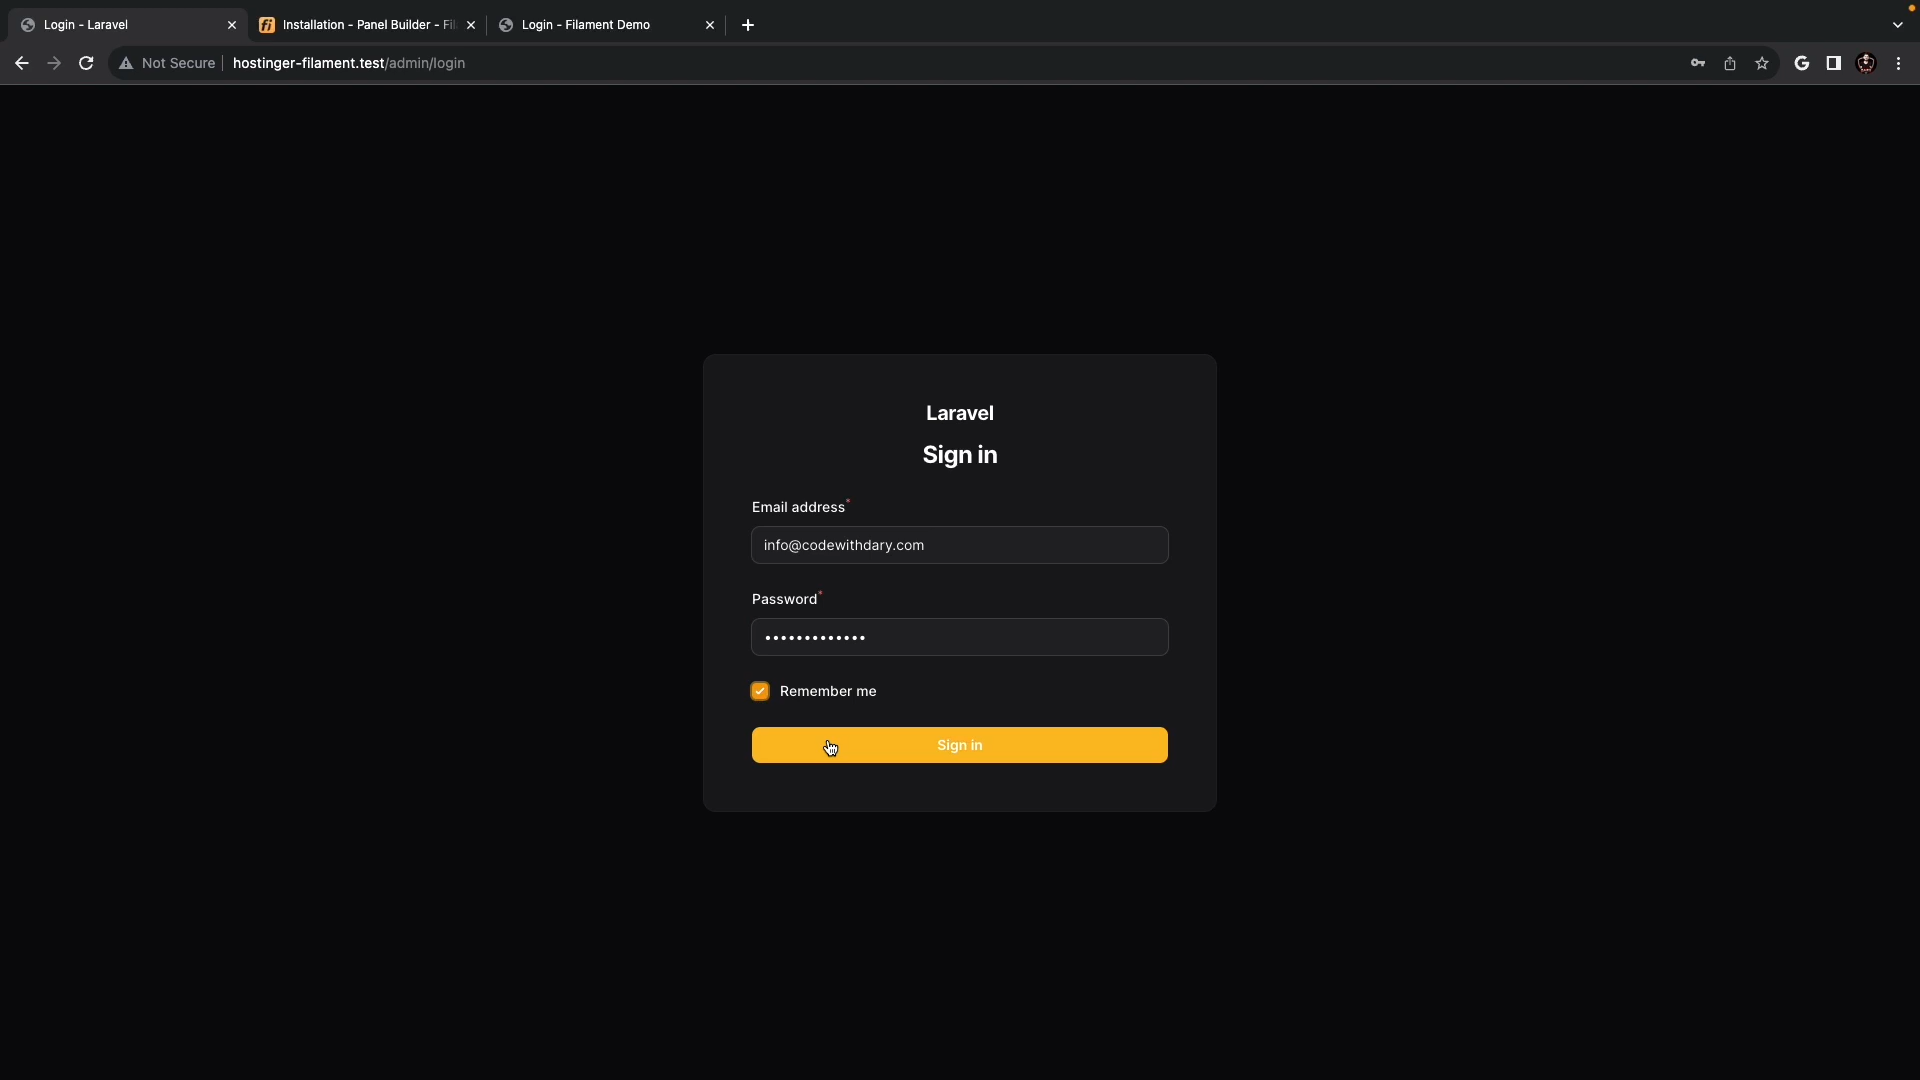 Login - Laravel
Installation - Panel Builder - Fil
Login - Filament Demo
Not Secure
hostinger-filament.test/admin/login
Laravel
Sign in
Email address*
info@codewithdary.com
Password*
•••••••••••••
Remember me
Sign in